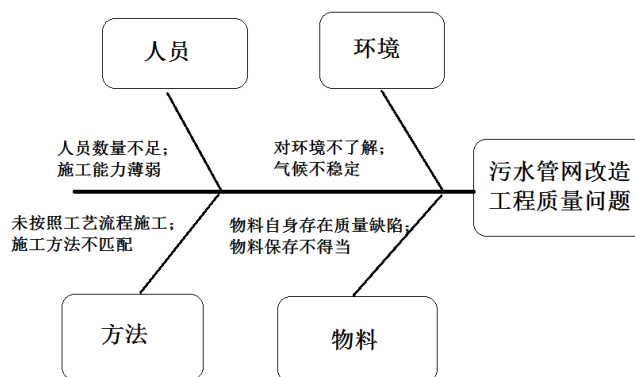 人员
环境
人员数量不足；
施工能力薄弱
对环境不了解；
气候不稳定
污水管网改造
工程质量问题
未按照工艺流程施工；
施工方法不匹配
物料自身存在质量缺陷；
物料保存不得当
方法
物料